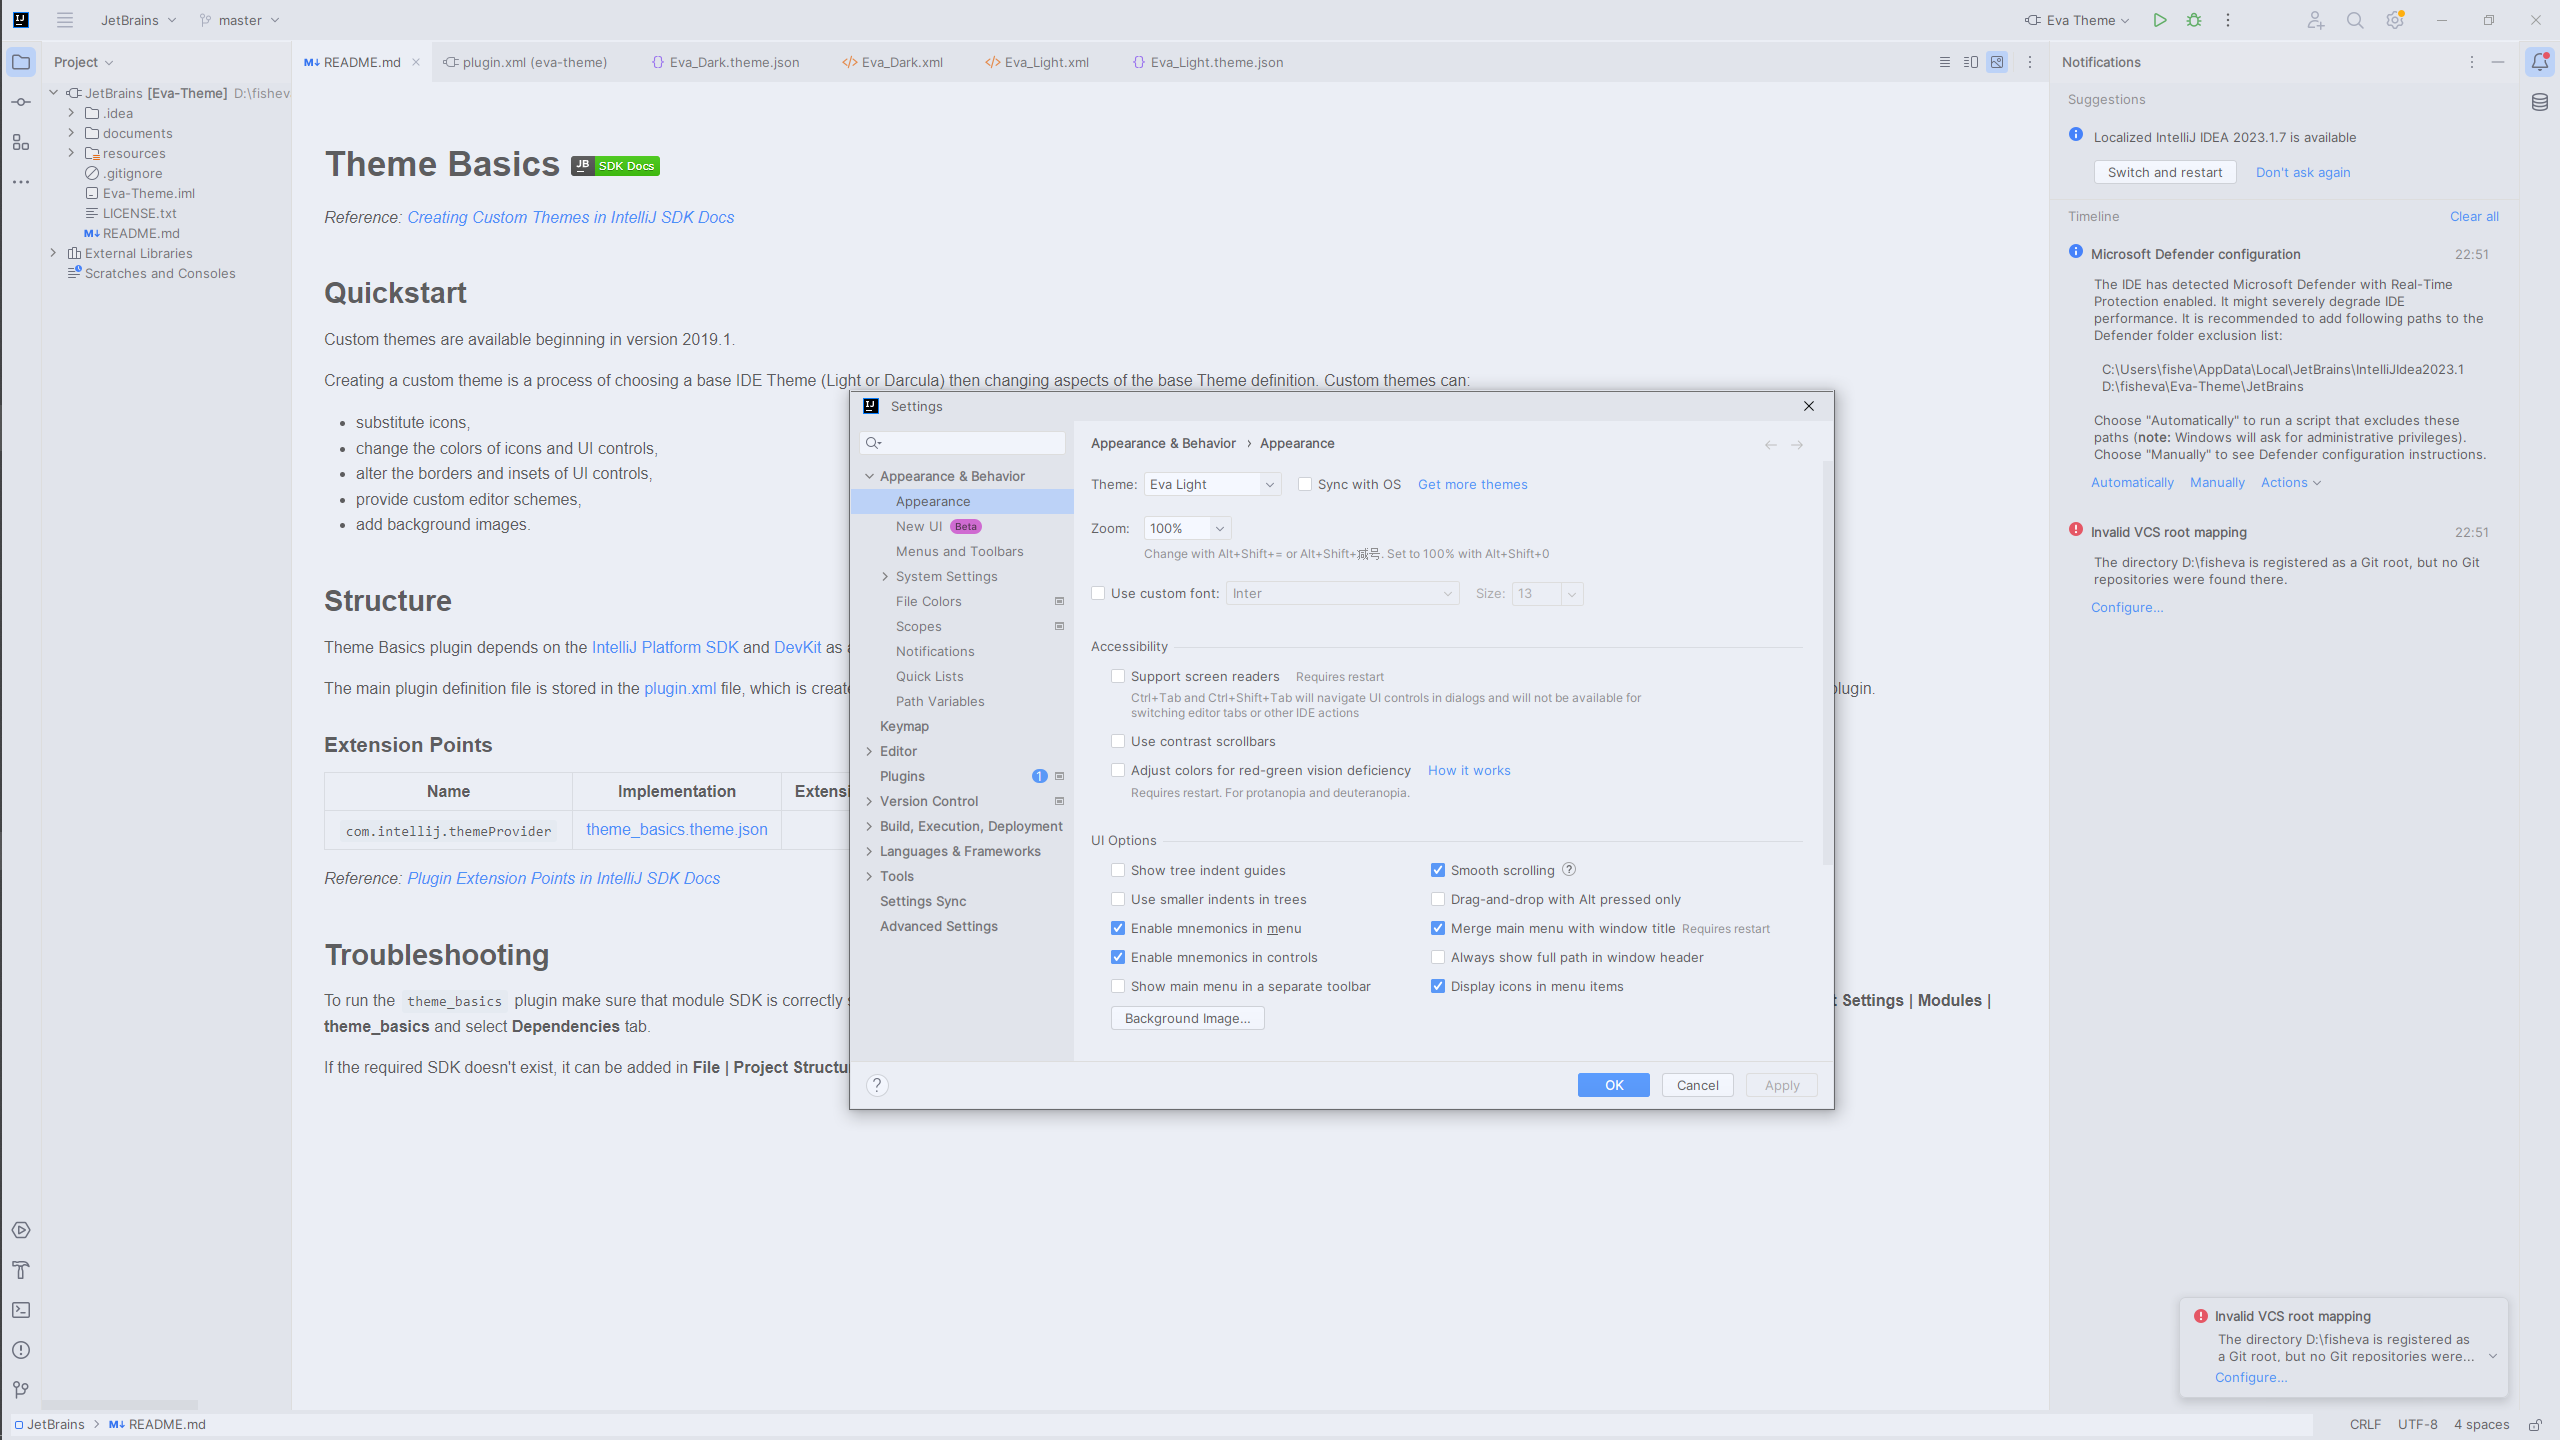 JetBrains
master
Eva Theme
Project
README.md
plugin.xml (eva-theme)
Eva_Dark.theme.json
Eva_Dark.xml
Eva_Light.xml
Eva_Light.theme.json
Notifications
JetBrains [Eva-Theme] D:\fishev
.idea
documents
resources
.gitignore
Eva-Theme.iml
LICENSE.txt
README.md
External Libraries
Scratches and Consoles
Theme Basics JB SDK Docs
Reference: Creating Custom Themes in IntelliJ SDK Docs
Quickstart
Custom themes are available beginning in version 2019.1.
Creating a custom theme is a process of choosing a base IDE Theme (Light or Darcula) then changing aspects of the base Theme definition. Custom themes can:
• substitute icons,
• change the colors of icons and UI controls,
• alter the borders and insets of UI controls,
• provide custom editor schemes,
• add background images.
Structure
Theme Basics plugin depends on the IntelliJ Platform SDK and DevKit as
The main plugin definition file is stored in the plugin.xml file, which is
plugin.
Extension Points
Name Implementation
com.intellij.themeProvider theme_basics.theme.json
Reference: Plugin Extension Points in IntelliJ SDK Docs
Troubleshooting
To run the theme_basics plugin make sure that module SDK is correctly
Settings | Modules |
theme_basics and select Dependencies tab.
If the required SDK doesn't exist, it can be added in File | Project
Settings
Appearance & Behavior
Appearance
New UI Beta
Menus and Toolbars
System Settings
File Colors
Scopes
Notifications
Quick Lists
Path Variables
Keymap
Editor
Plugins 1
Version Control
Build, Execution, Deployment
Languages & Frameworks
Tools
Settings Sync
Advanced Settings
Appearance & Behavior › Appearance
Theme: Eva Light Sync with OS Get more themes
Zoom: 100%
Change with Alt+Shift+= or Alt+Shift+减号. Set to 100% with Alt+Shift+0
Use custom font: Inter Size: 13
Accessibility
Support screen readers Requires restart
Ctrl+Tab and Ctrl+Shift+Tab will navigate UI controls in dialogs and will not be available for
switching editor tabs or other IDE actions
Use contrast scrollbars
Adjust colors for red-green vision deficiency How it works
Requires restart. For protanopia and deuteranopia.
UI Options
Show tree indent guides Smooth scrolling ?
Use smaller indents in trees Drag-and-drop with Alt pressed only
Enable mnemonics in menu Merge main menu with window title Requires restart
Enable mnemonics in controls Always show full path in window header
Show main menu in a separate toolbar Display icons in menu items
Background Image...
? OK Cancel Apply
Suggestions
Localized IntelliJ IDEA 2023.1.7 is available
Switch and restart Don't ask again
Timeline Clear all
Microsoft Defender configuration 22:51
The IDE has detected Microsoft Defender with Real-Time
Protection enabled. It might severely degrade IDE
performance. It is recommended to add following paths to the
Defender folder exclusion list:
C:\Users\fishe\AppData\Local\JetBrains\IntelliJIdea2023.1
D:\fisheva\Eva-Theme\JetBrains
Choose "Automatically" to run a script that excludes these
paths (note: Windows will ask for administrative privileges).
Choose "Manually" to see Defender configuration instructions.
Automatically Manually Actions
Invalid VCS root mapping 22:51
The directory D:\fisheva is registered as a Git root, but no Git
repositories were found there.
Configure...
Invalid VCS root mapping
The directory D:\fisheva is registered as
a Git root, but no Git repositories were...
Configure...
JetBrains > README.md
CRLF UTF-8 4 spaces